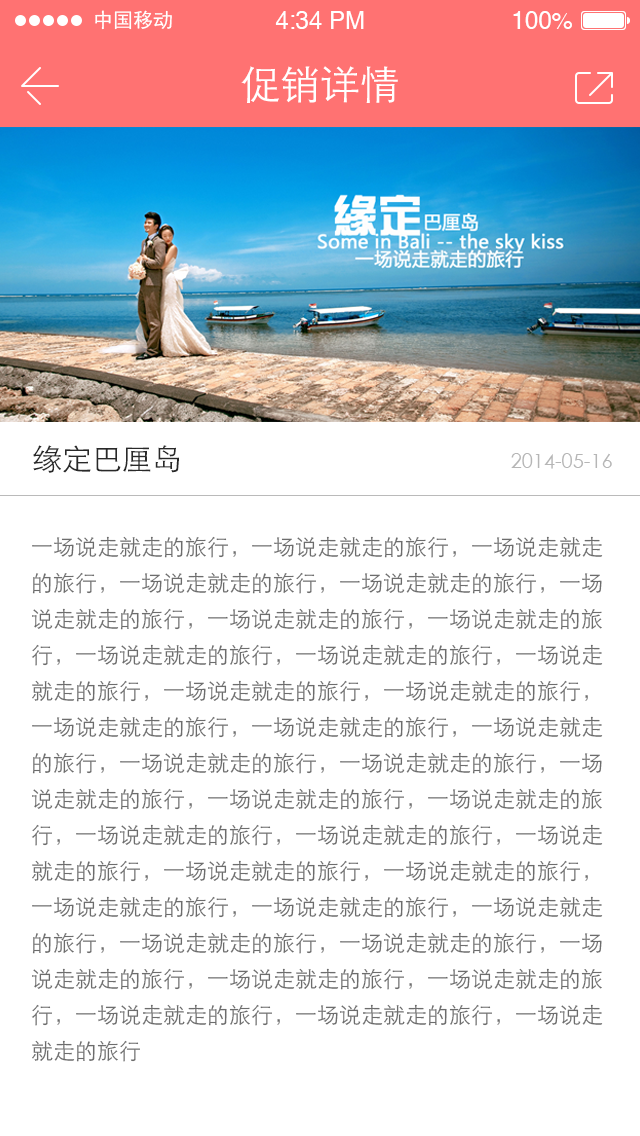 中国移动 4:34 PM 100%
促销详情
缘定巴厘岛
Some in Bali -- the sky kiss
一场说走就走的旅行
缘定巴厘岛 2014-05-16
一场说走就走的旅行，一场说走就走的旅行，一场说走就走
的旅行，一场说走就走的旅行，一场说走就走的旅行，一场
说走就走的旅行，一场说走就走的旅行，一场说走就走的旅
行，一场说走就走的旅行，一场说走就走的旅行，一场说走
就走的旅行，一场说走就走的旅行，一场说走就走的旅行，
一场说走就走的旅行，一场说走就走的旅行，一场说走就走
的旅行，一场说走就走的旅行，一场说走就走的旅行，一场
说走就走的旅行，一场说走就走的旅行，一场说走就走的旅
行，一场说走就走的旅行，一场说走就走的旅行，一场说走
就走的旅行，一场说走就走的旅行，一场说走就走的旅行，
一场说走就走的旅行，一场说走就走的旅行，一场说走就走
的旅行，一场说走就走的旅行，一场说走就走的旅行，一场
说走就走的旅行，一场说走就走的旅行，一场说走就走的旅
行，一场说走就走的旅行，一场说走就走的旅行，一场说走
就走的旅行